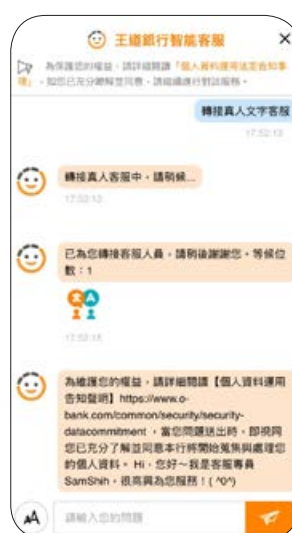 王道銀行智能客服
為保護您的權益，請詳細閱讀「個人資料運用法定告知事
項」，如您已充分瞭解並同意，請繼續進行對話服務。
轉接真人文字客服
17:52:13
轉接真人客服中，請稍候...
17:52:13
已為您轉接客服人員，請稍後謝謝您。等候位
數：1
文 A
17:52:15
為維護您的權益，請詳細閱讀【個人資料運用
告知聲明】https://www.o-
bank.com/common/security/security-
datacommitment ，當您問題送出時，即視同
您已充分了解並同意本行將開始蒐集與處理您
的個人資料。 Hi，您好～我是客服專員
SamShih，很高興為您服務！( ^0^)
AA 請輸入您的問題